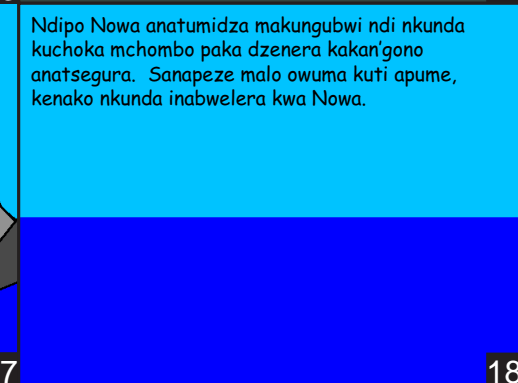 Ndipo Nowa anatumidza makungubwi ndi nkunda
kuchoka mchombo paka dzenera kakan'gono
anatsegura.  Sanapeze malo owuma kuti apume,
kenako nkunda inabwelera kwa Nowa.
7
18